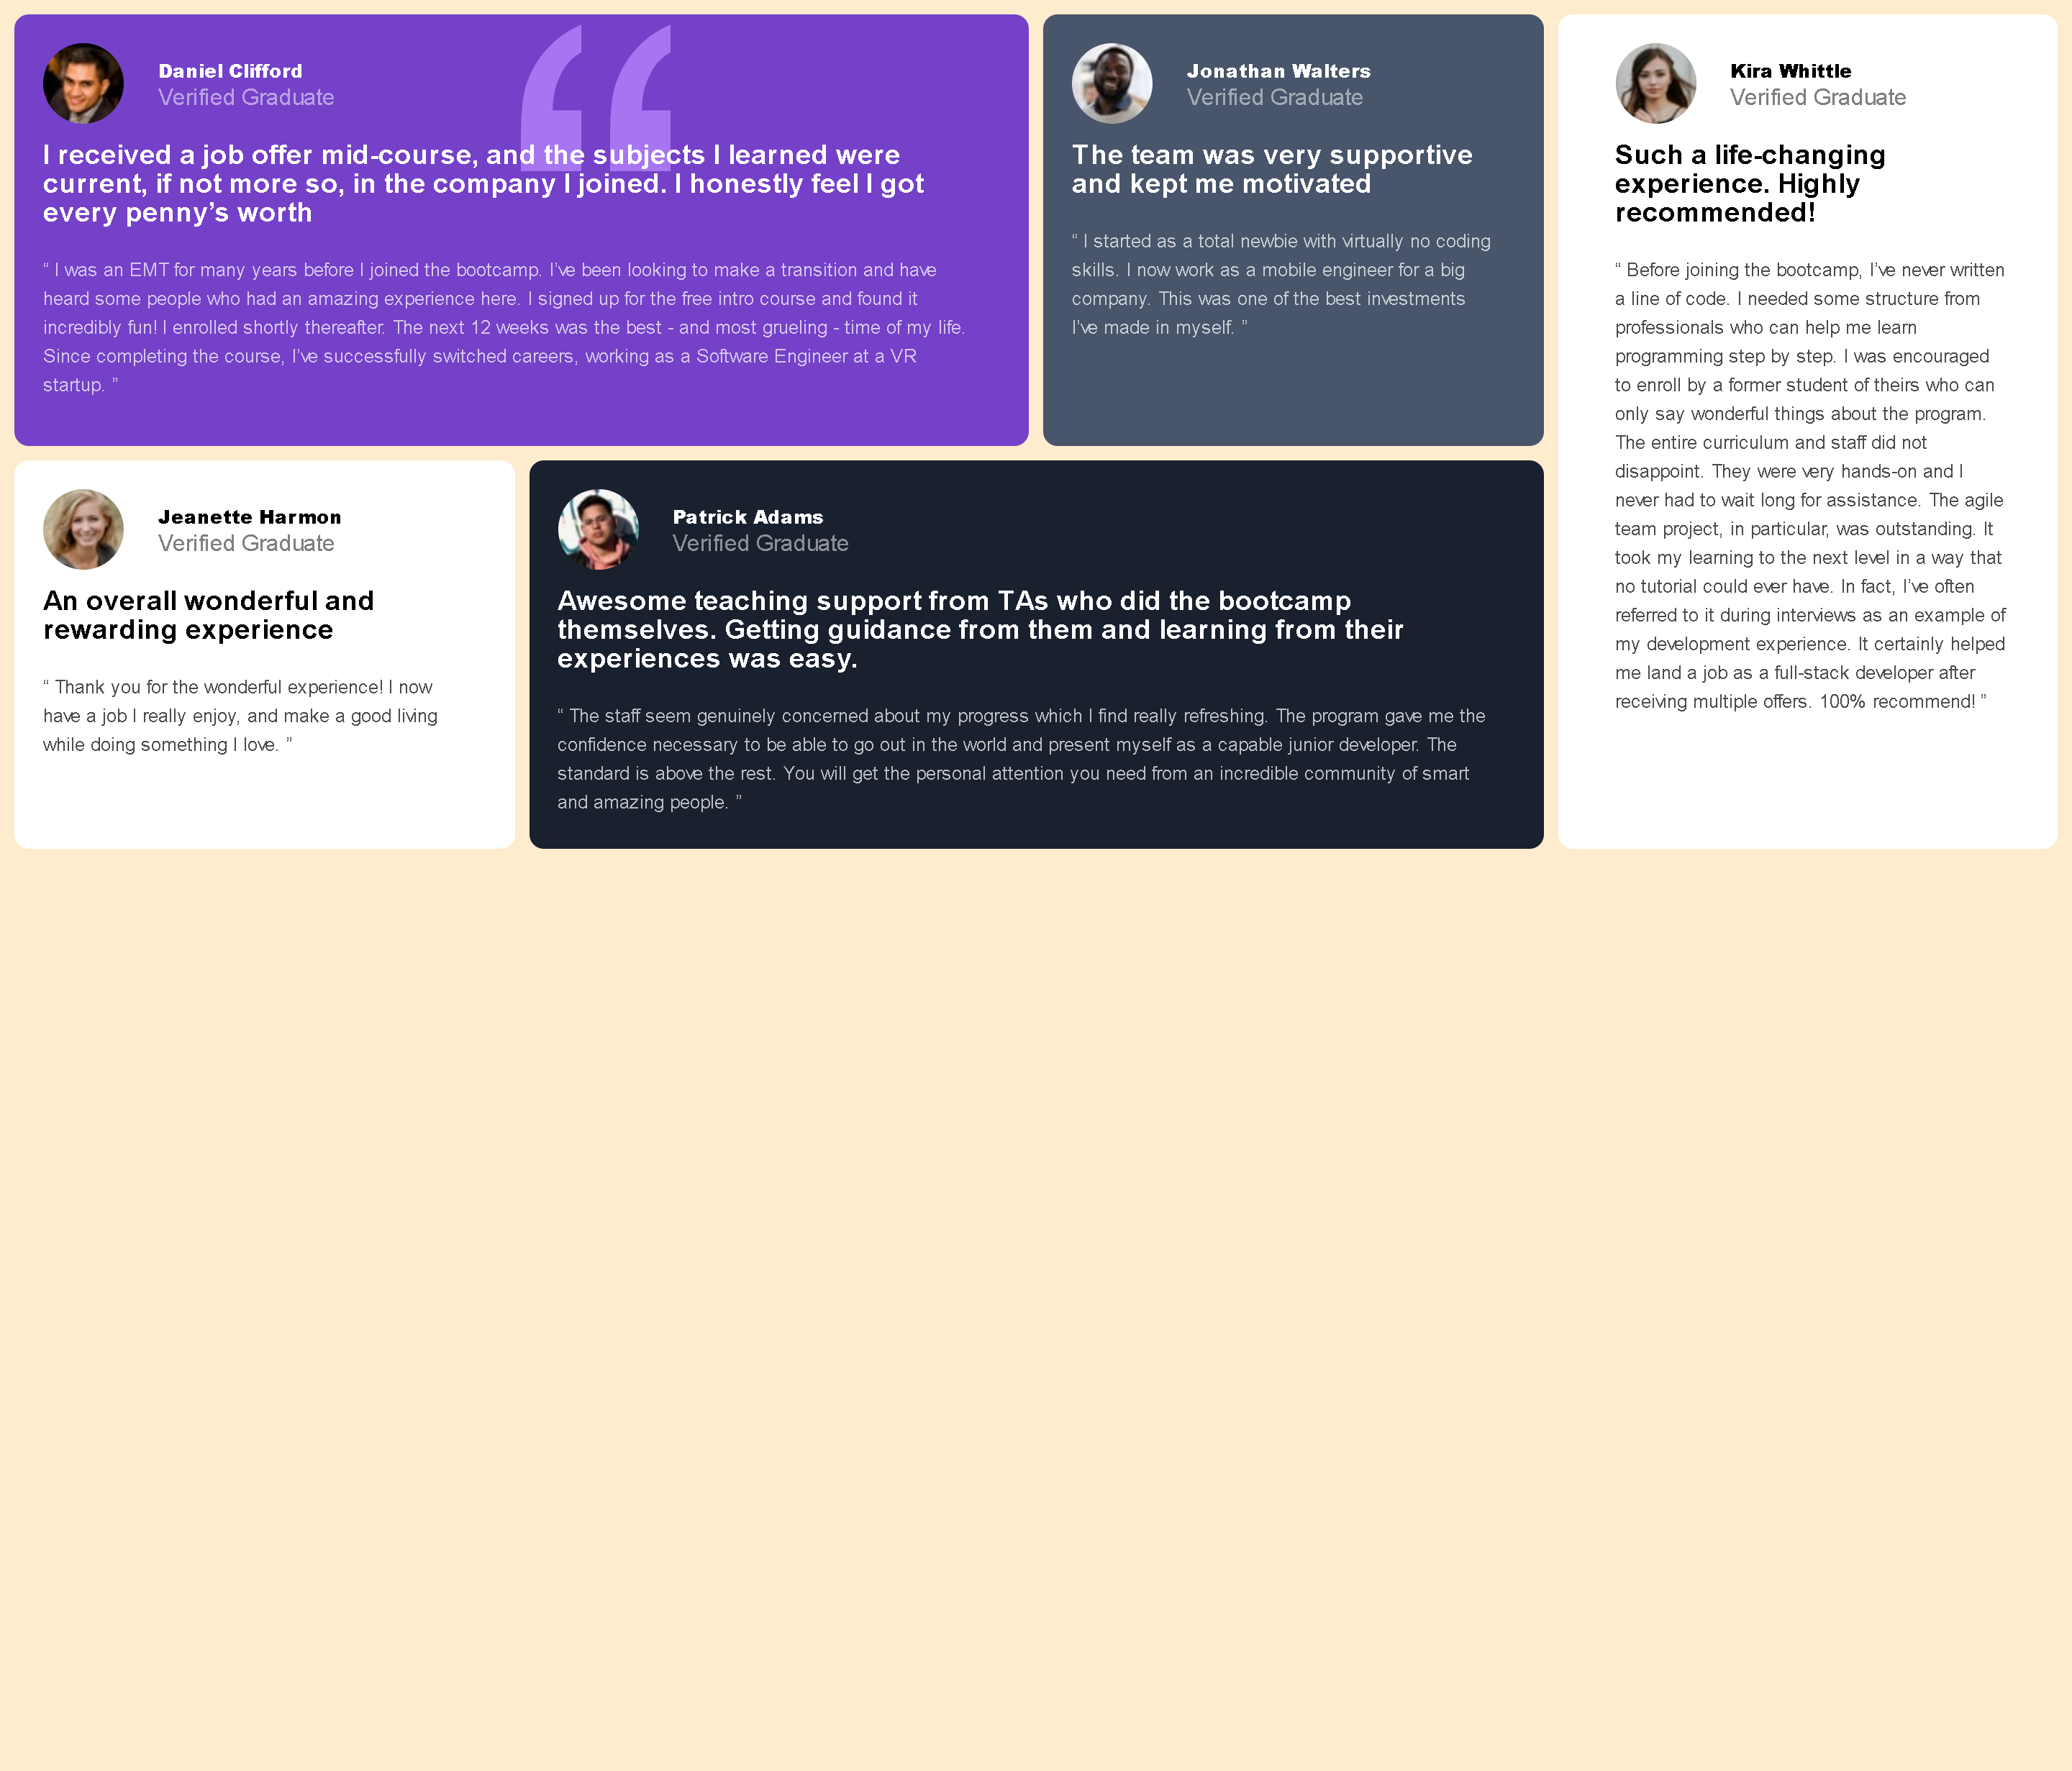 Daniel Clifford
Verified Graduate
I received a job offer mid-course, and the subjects I learned were
current, if not more so, in the company I joined. I honestly feel I got
every penny’s worth
“ I was an EMT for many years before I joined the bootcamp. I’ve been looking to make a transition and have
heard some people who had an amazing experience here. I signed up for the free intro course and found it
incredibly fun! I enrolled shortly thereafter. The next 12 weeks was the best - and most grueling - time of my life.
Since completing the course, I’ve successfully switched careers, working as a Software Engineer at a VR
startup. ”
Jonathan Walters
Verified Graduate
The team was very supportive
and kept me motivated
“ I started as a total newbie with virtually no coding
skills. I now work as a mobile engineer for a big
company. This was one of the best investments
I’ve made in myself. ”
Kira Whittle
Verified Graduate
Such a life-changing
experience. Highly
recommended!
“ Before joining the bootcamp, I’ve never written
a line of code. I needed some structure from
professionals who can help me learn
programming step by step. I was encouraged
to enroll by a former student of theirs who can
only say wonderful things about the program.
The entire curriculum and staff did not
disappoint. They were very hands-on and I
never had to wait long for assistance. The agile
team project, in particular, was outstanding. It
took my learning to the next level in a way that
no tutorial could ever have. In fact, I’ve often
referred to it during interviews as an example of
my development experience. It certainly helped
me land a job as a full-stack developer after
receiving multiple offers. 100% recommend! ”
Jeanette Harmon
Verified Graduate
An overall wonderful and
rewarding experience
“ Thank you for the wonderful experience! I now
have a job I really enjoy, and make a good living
while doing something I love. ”
Patrick Adams
Verified Graduate
Awesome teaching support from TAs who did the bootcamp
themselves. Getting guidance from them and learning from their
experiences was easy.
“ The staff seem genuinely concerned about my progress which I find really refreshing. The program gave me the
confidence necessary to be able to go out in the world and present myself as a capable junior developer. The
standard is above the rest. You will get the personal attention you need from an incredible community of smart
and amazing people. ”